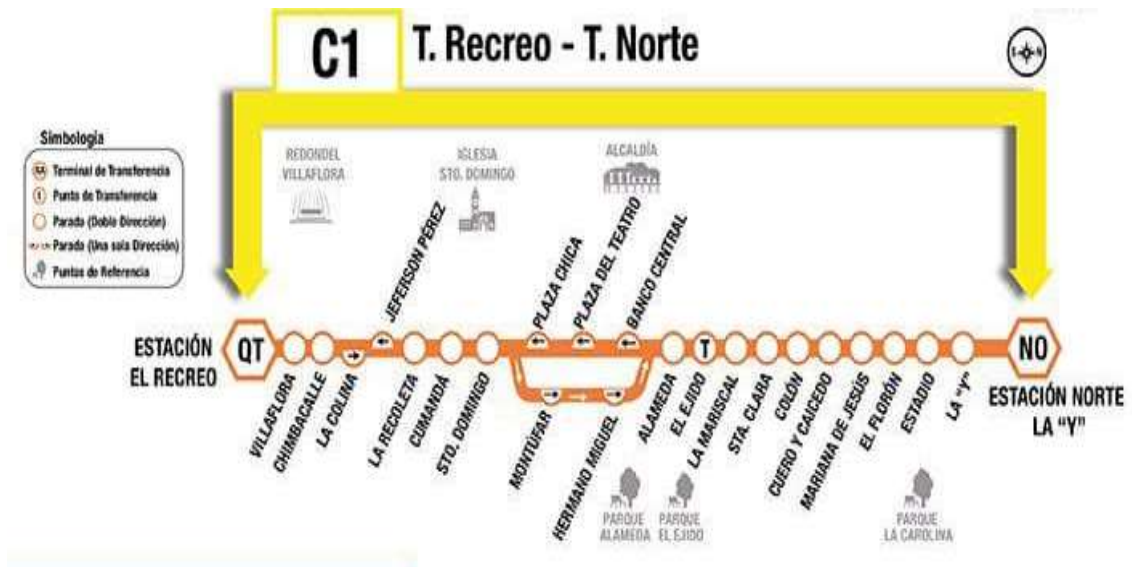 C1
T. Recreo - T. Norte
Simbología
Terminal de Transferencia
T Punto de Transferencia
Parada (Doble Dirección)
Parada (Una sola Dirección)
Puntos de Referencia
REDONDEL
VILLAFLORA
IGLESIA
STO. DOMINGO
ALCALDÍA
JEFERSON PÉREZ
PLAZA CHICA
PLAZA DEL TEATRO
BANCO CENTRAL
ESTACIÓN
EL RECREO
QT
T
NO
ESTACIÓN NORTE
LA "Y"
VILLAFLORA
CHIMBACALLE
LA COLINA
LA RECOLETA
CUMANDÁ
STO. DOMINGO
MONTÚFAR
HERMANO MIGUEL
ALAMEDA
EL EJIDO
LA MARISCAL
STA. CLARA
COLÓN
CUERO Y CAICEDO
MARIANA DE JESÚS
EL FLORÓN
ESTADIO
LA "Y"
PARQUE
ALAMEDA
PARQUE
EL EJIDO
PARQUE
LA CAROLINA